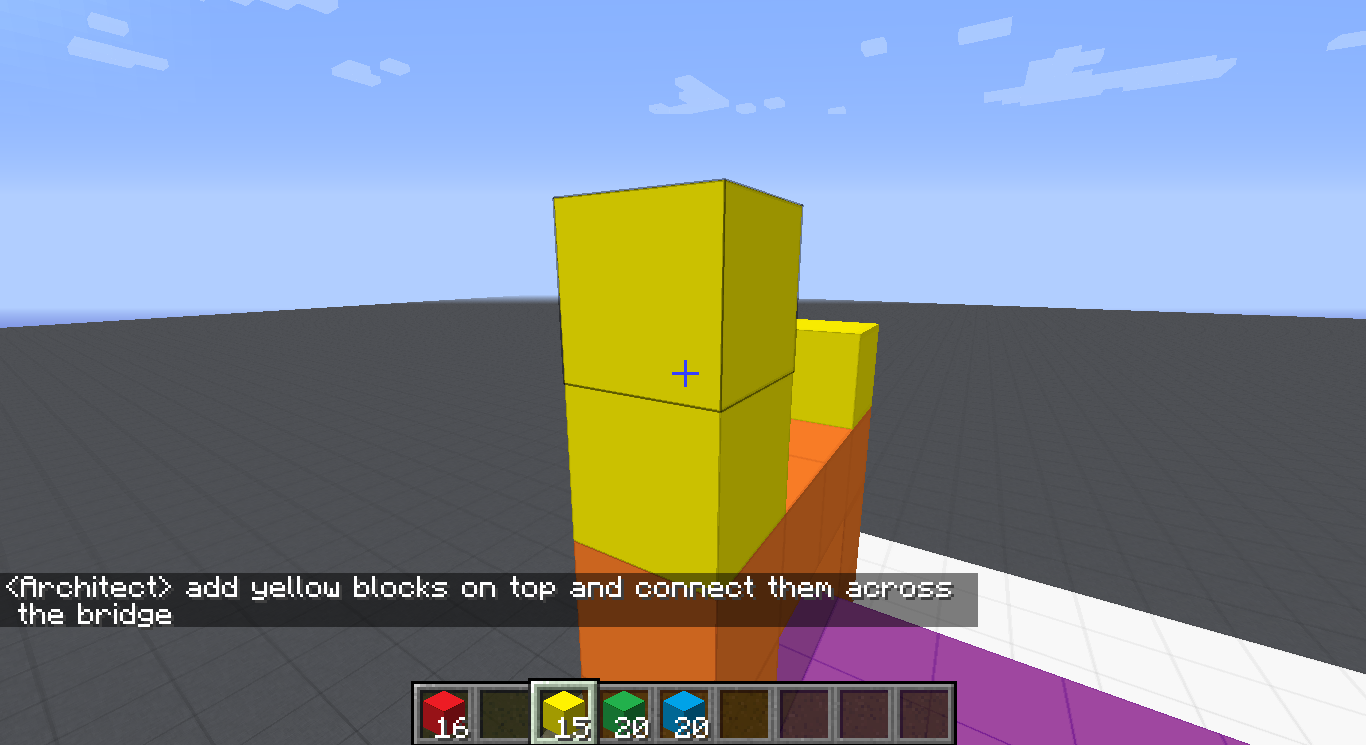 <Architect> add yellow blocks on top and connect them across
the bridge
16 15 20 20